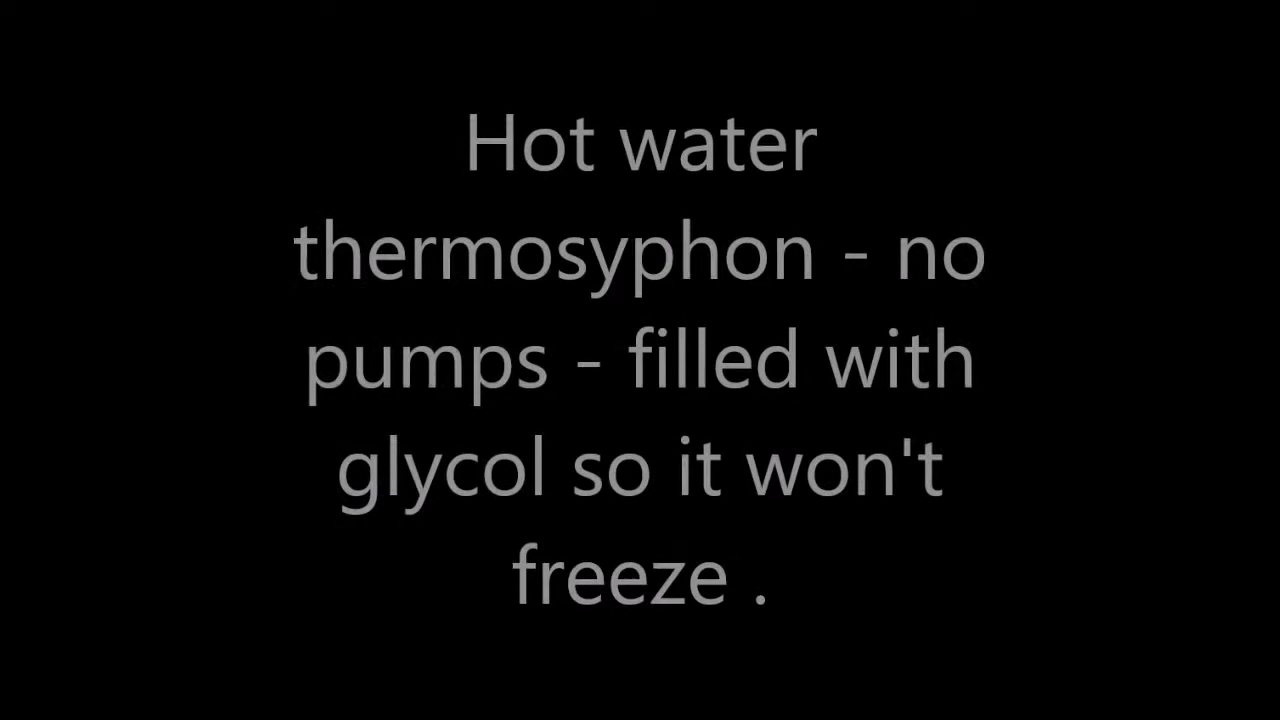 Hot water
thermosyphon - no
pumps - filled with
glycol so it won't
freeze .